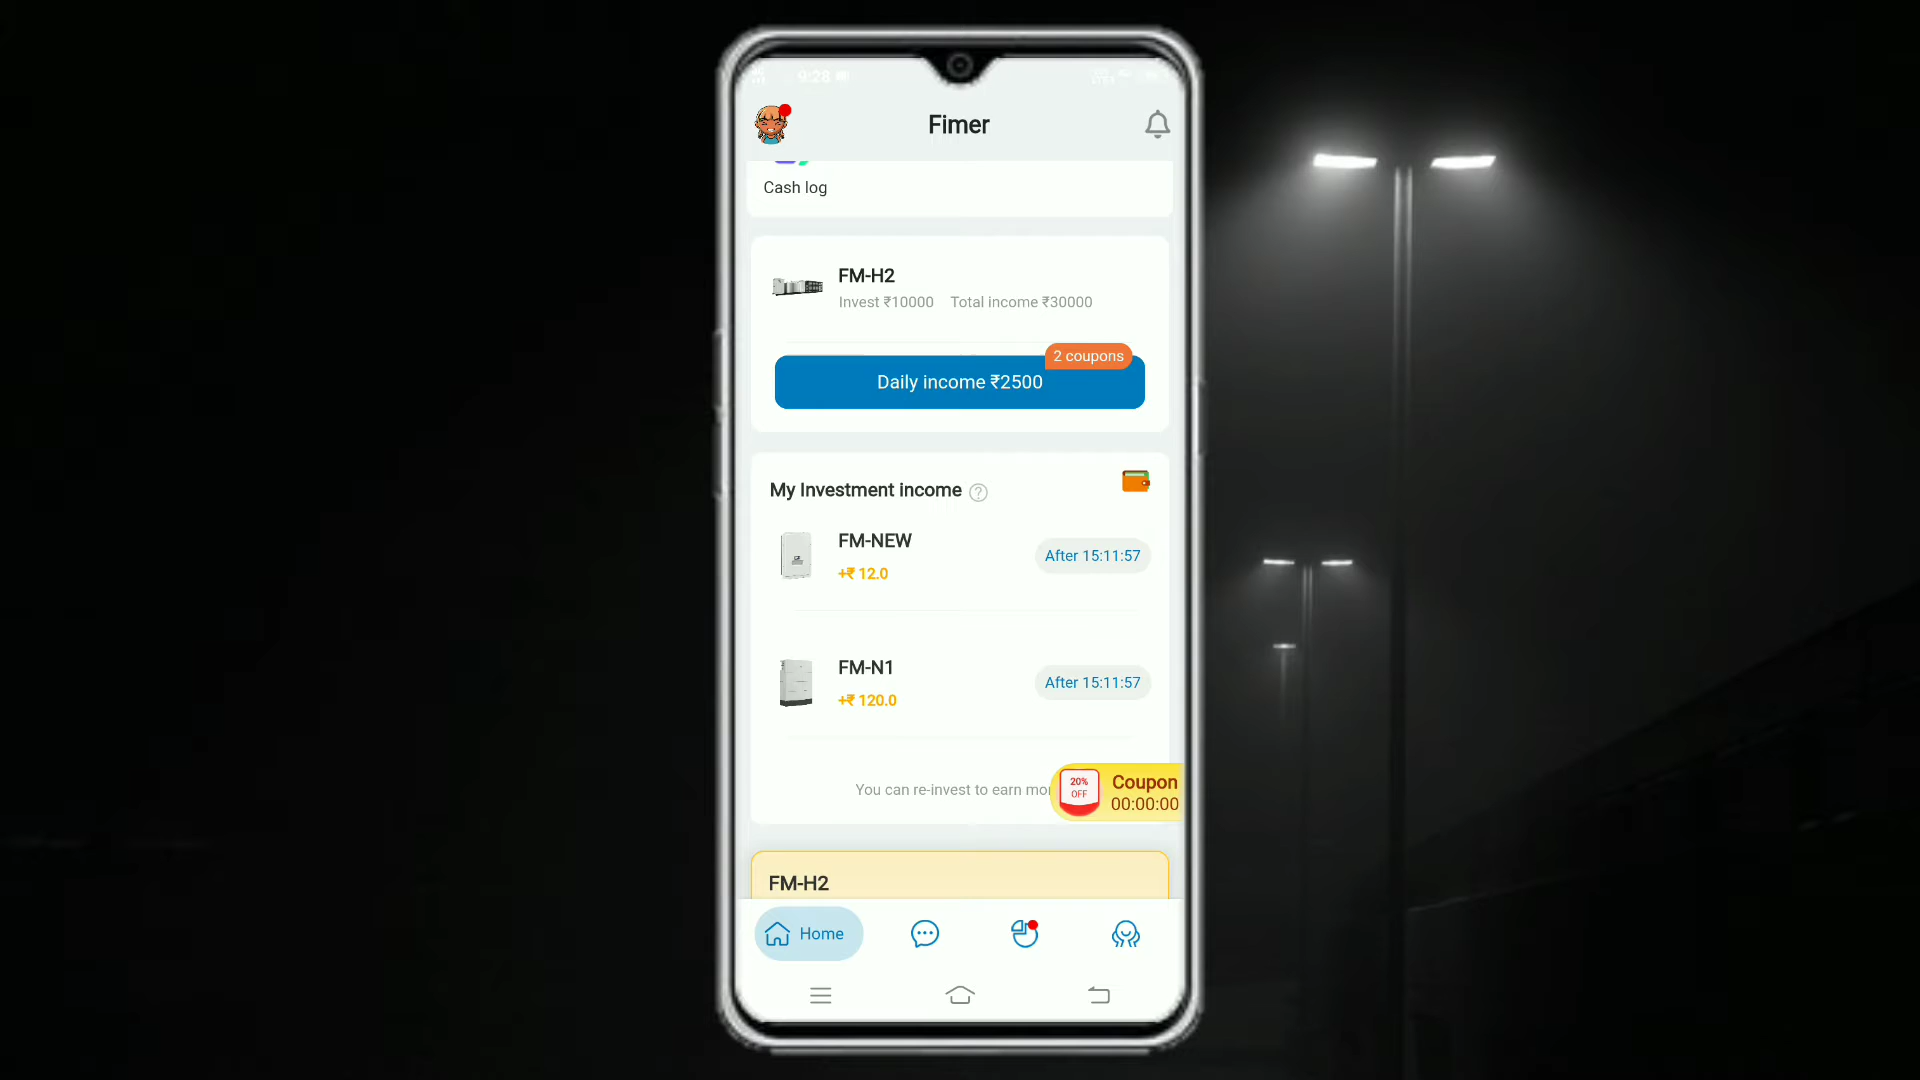 9:28
Fimer
Cash log
FM-H2
Invest ₹10000 Total income ₹30000
2 coupons
Daily income ₹2500
My Investment income ?
FM-NEW
+₹ 12.0
After 15:11:57
FM-N1
+₹ 120.0
After 15:11:57
You can re-invest to earn
20%
OFF
Coupon
00:00:00
FM-H2
Home